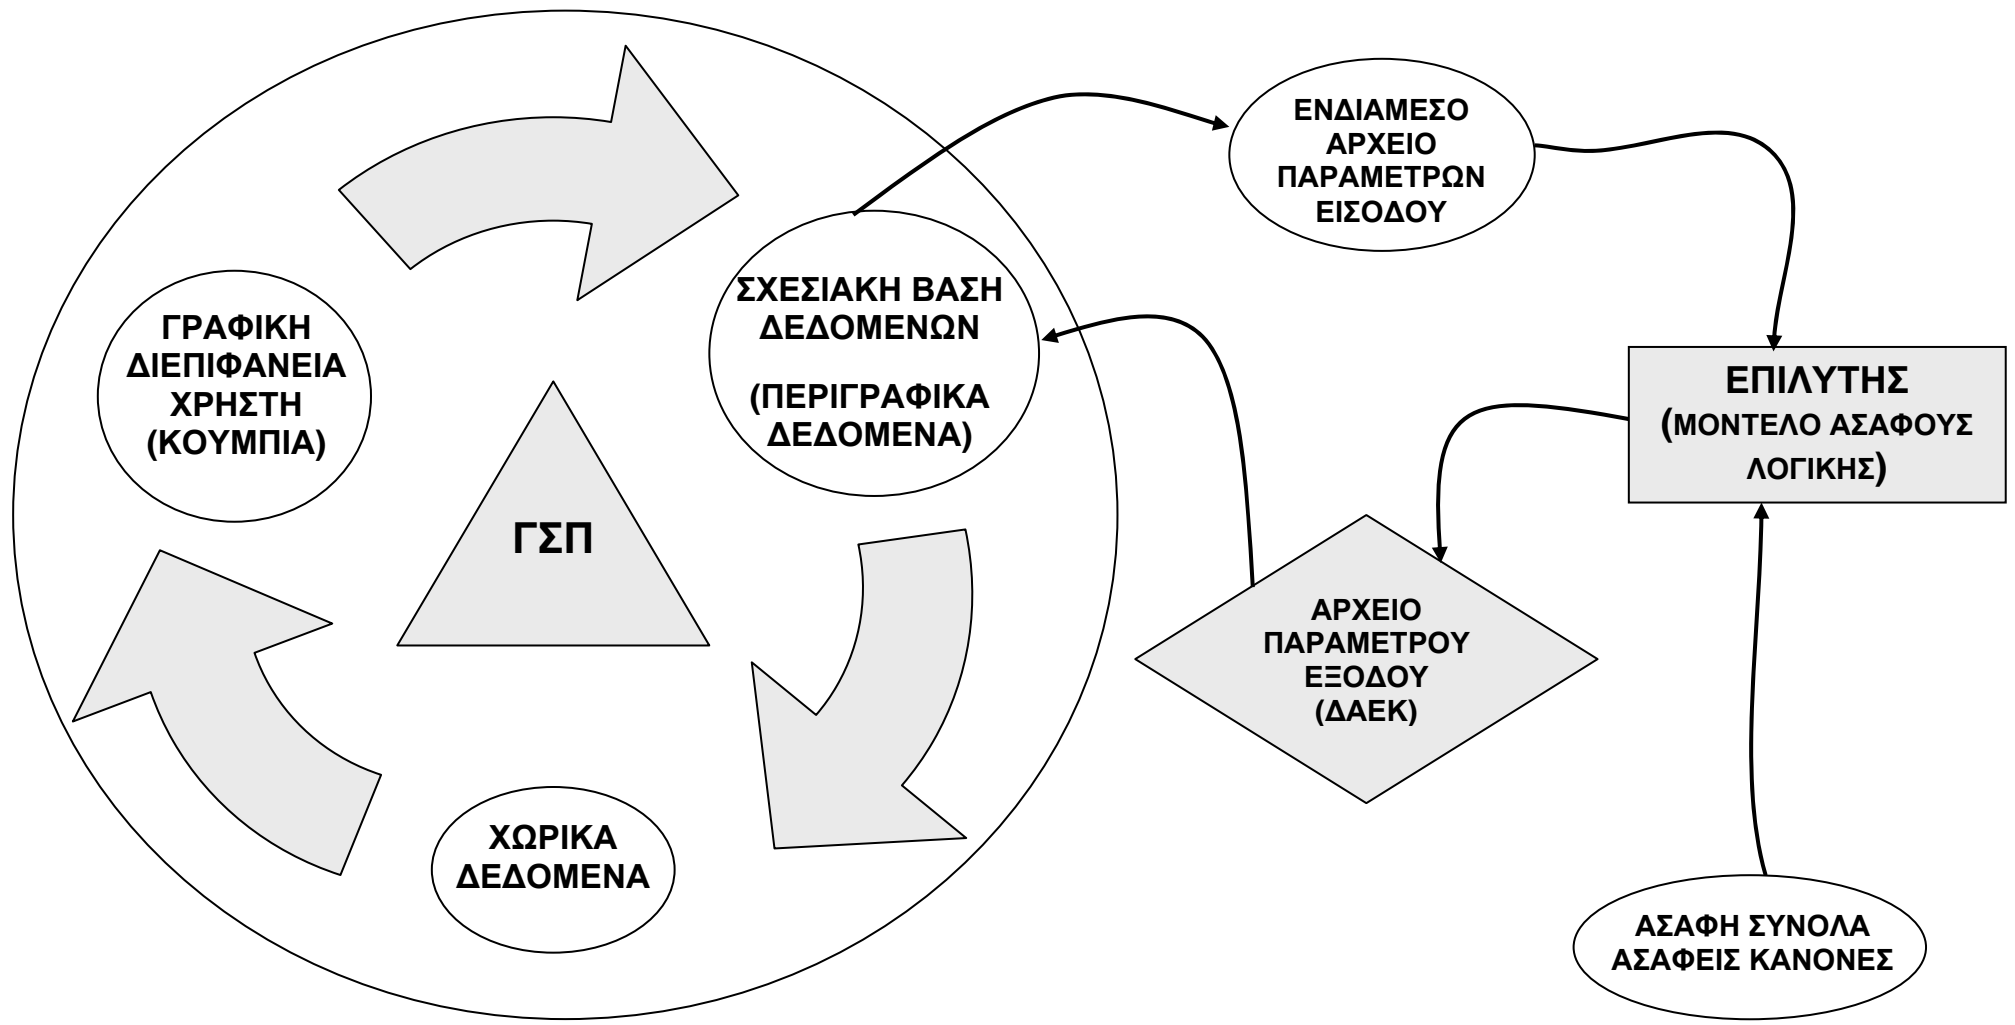 ΓΡΑΦΙΚΗ
ΔΙΕΠΙΦΑΝΕΙΑ
ΧΡΗΣΤΗ
(ΚΟΥΜΠΙΑ)
ΣΧΕΣΙΑΚΗ ΒΑΣΗ
ΔΕΔΟΜΕΝΩΝ
(ΠΕΡΙΓΡΑΦΙΚΑ
ΔΕΔΟΜΕΝΑ)
ΓΣΠ
ΧΩΡΙΚΑ
ΔΕΔΟΜΕΝΑ
ΕΝΔΙΑΜΕΣΟ
ΑΡΧΕΙΟ
ΠΑΡΑΜΕΤΡΩΝ
ΕΙΣΟΔΟΥ
ΕΠΙΛΥΤΗΣ
(ΜΟΝΤΕΛΟ ΑΣΑΦΟΥΣ
ΛΟΓΙΚΗΣ)
ΑΡΧΕΙΟ
ΠΑΡΑΜΕΤΡΟΥ
ΕΞΟΔΟΥ
(ΔΑΕΚ)
ΑΣΑΦΗ ΣΥΝΟΛΑ
ΑΣΑΦΕΙΣ ΚΑΝΟΝΕΣ